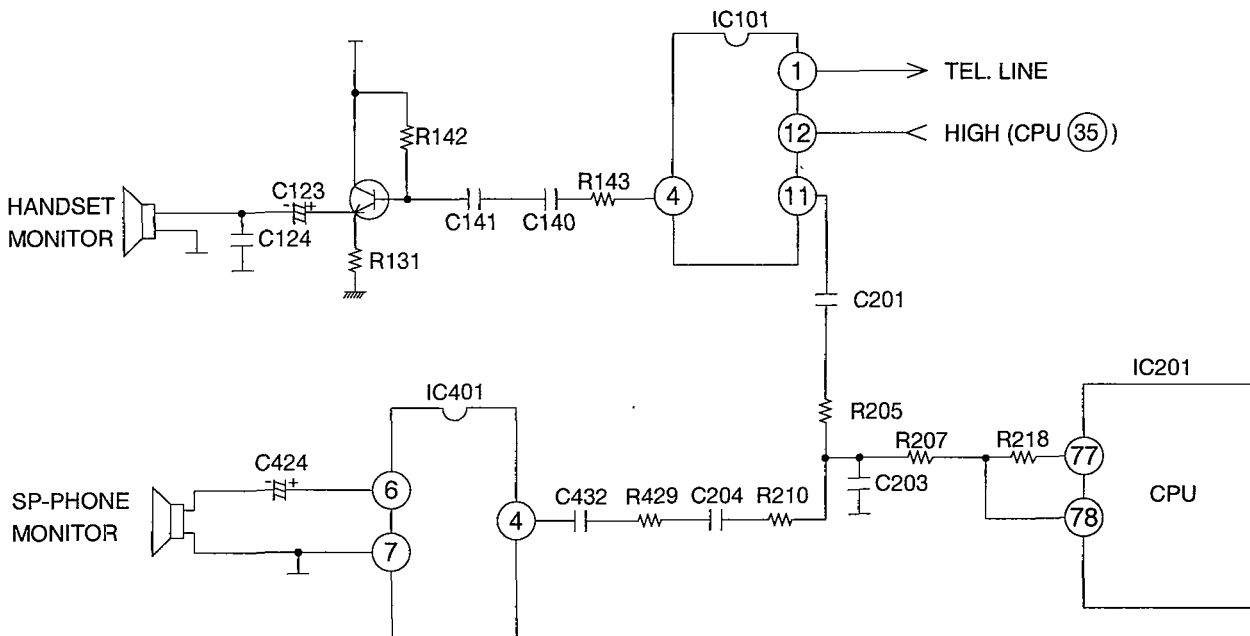 IC101
1
TEL. LINE
R142
12
HIGH (CPU 35 )
C123
R143
4
11
HANDSET
MONITOR
- +
C141
C140
C124
R131
C201
IC201
IC401
R205
R207
R218
77
C424
- +
6
C432
R429
C204
R210
C203
CPU
SP-PHONE
MONITOR
4
78
7